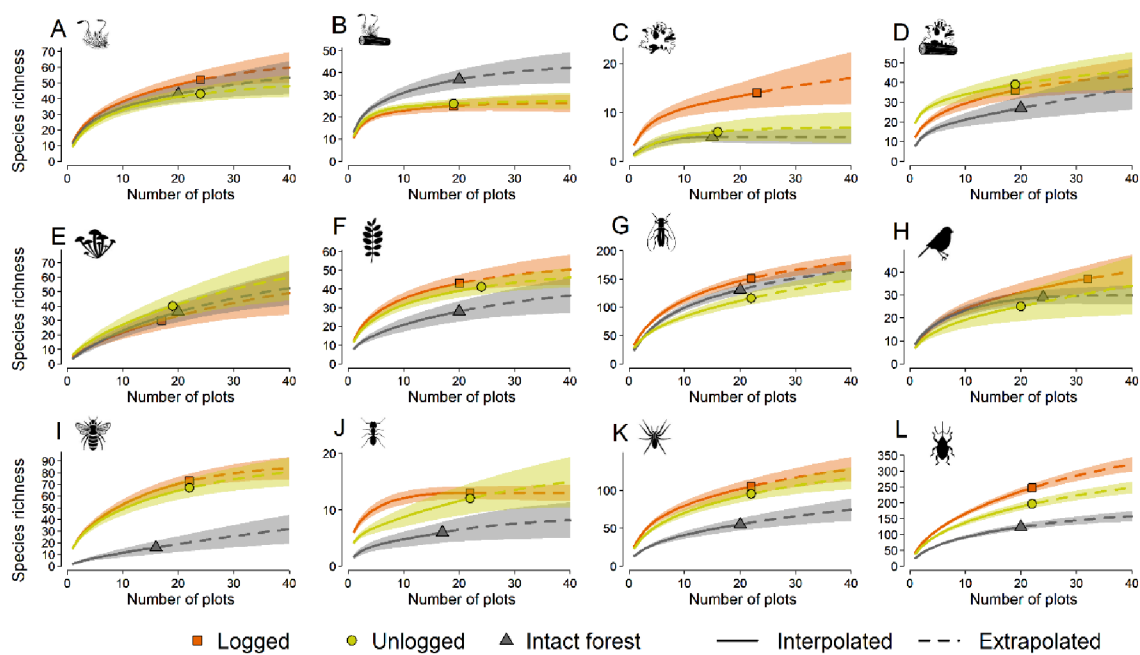 A B C D
Species richness
70 60 50 40 30 20 10 0
50 40 30 20 10 0
20 10 0
50 40 30 20 10 0
0 10 20 30 40 0 10 20 30 40 0 10 20 30 40 0 10 20 30 40
Number of plots Number of plots Number of plots Number of plots
E F G H
Species richness
70 60 50 40 30 20 10 0
60 50 40 30 20 10 0
200 150 100 50 0
40 30 20 10 0
0 10 20 30 40 0 10 20 30 40 0 10 20 30 40 0 10 20 30 40
Number of plots Number of plots Number of plots Number of plots
I J K L
Species richness
90 80 70 60 50 40 30 20 10 0
20 10 0
100 50 0
350 300 250 200 150 100 50 0
0 10 20 30 40 0 10 20 30 40 0 10 20 30 40 0 10 20 30 40
Number of plots Number of plots Number of plots Number of plots
Logged Unlogged Intact forest Interpolated Extrapolated